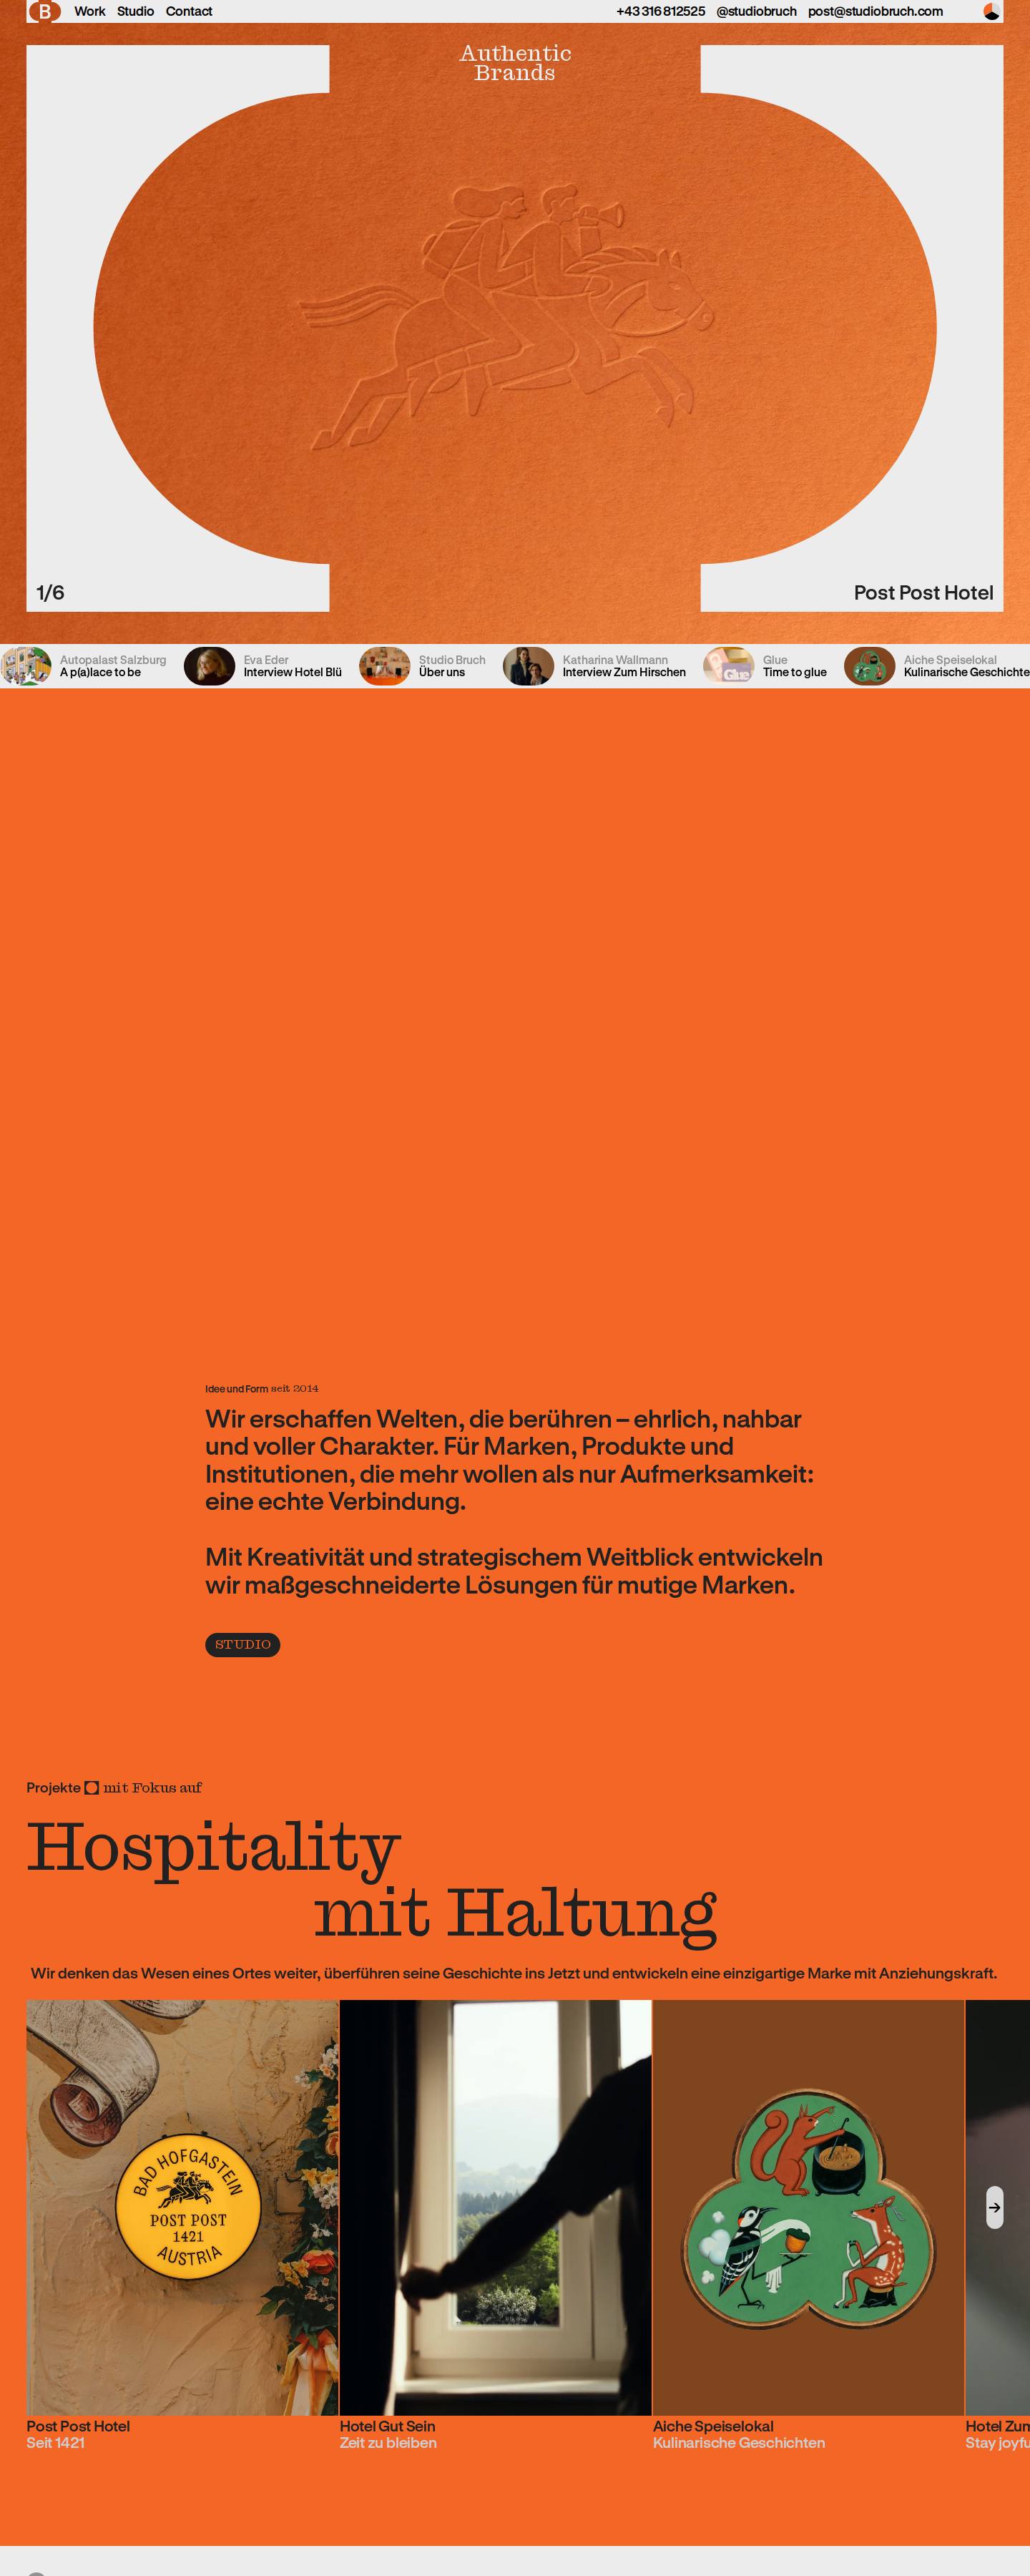 B Work Studio Contact +43 316 812525 @studiobruch post@studiobruch.com
Authentic
Brands
1/6
Post Post Hotel
Autopalast Salzburg
A p(a)lace to be
Eva Eder
Interview Hotel Blü
Studio Bruch
Über uns
Katharina Wallmann
Interview Zum Hirschen
Glue
Glue
Time to glue
Aiche Speiselokal
Kulinarische Geschichte
Idee und Form seit 2014
Wir erschaffen Welten, die berühren – ehrlich, nahbar
und voller Charakter. Für Marken, Produkte und
Institutionen, die mehr wollen als nur Aufmerksamkeit:
eine echte Verbindung.
Mit Kreativität und strategischem Weitblick entwickeln
wir maßgeschneiderte Lösungen für mutige Marken.
STUDIO
Projekte mit Fokus auf
Hospitality
mit Haltung
Wir denken das Wesen eines Ortes weiter, überführen seine Geschichte ins Jetzt und entwickeln eine einzigartige Marke mit Anziehungskraft.
BAD HOFGASTEIN
POST POST
1421
AUSTRIA
Post Post Hotel
Seit 1421
Hotel Gut Sein
Zeit zu bleiben
Aiche Speiselokal
Kulinarische Geschichten
Hotel Zum
Stay joyfu